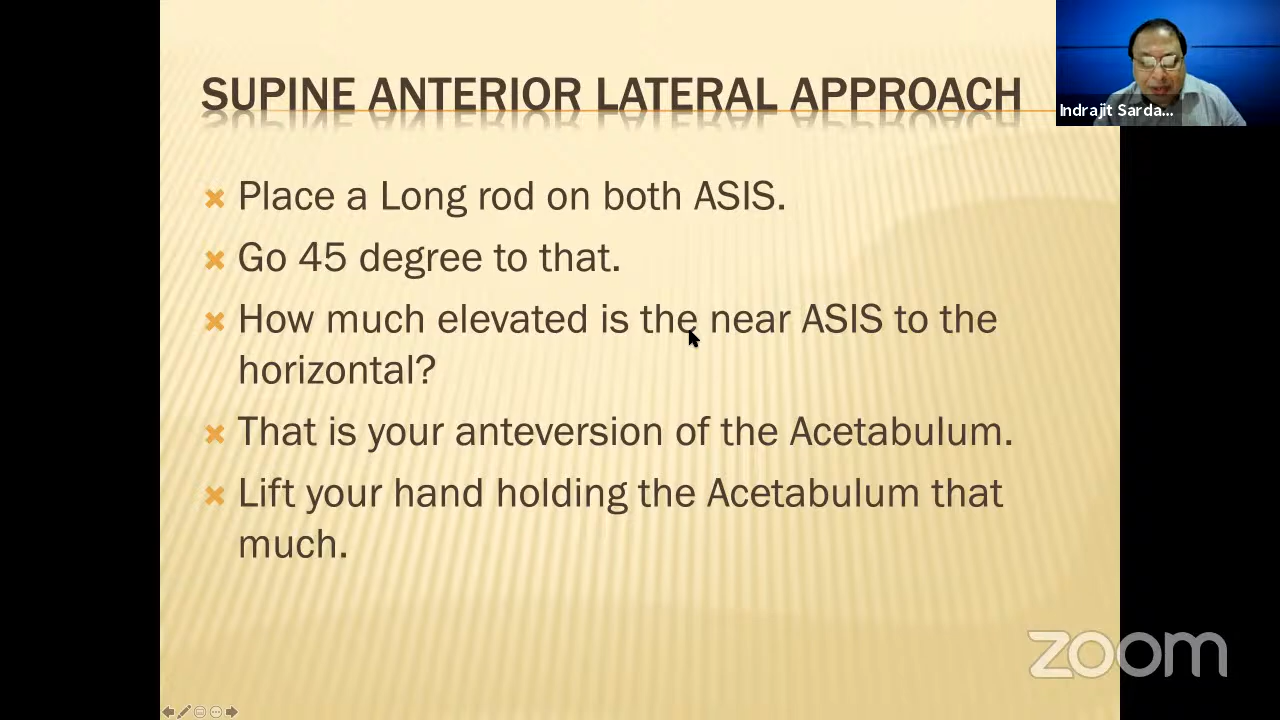 SUPINE ANTERIOR LATERAL APPROACH
Indrajit Sarda...
Place a Long rod on both ASIS.
Go 45 degree to that.
How much elevated is the near ASIS to the
horizontal?
That is your anteversion of the Acetabulum.
Lift your hand holding the Acetabulum that
much.
zoom